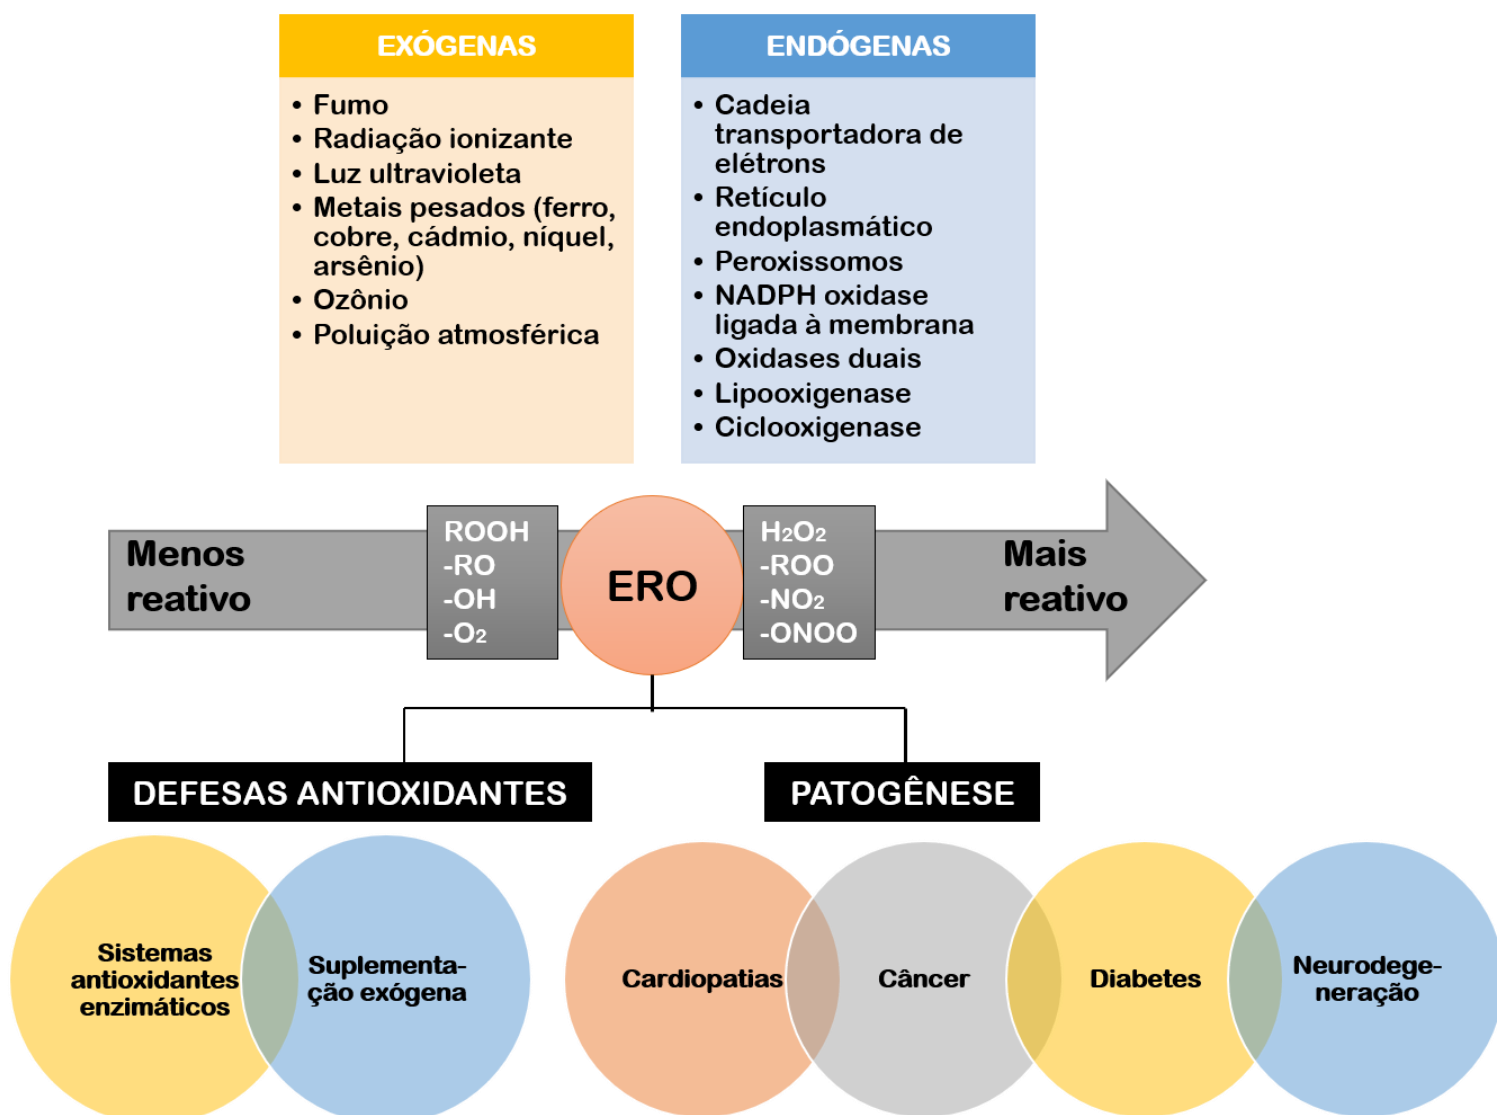 EXÓGENAS
• Fumo
• Radiação ionizante
• Luz ultravioleta
• Metais pesados (ferro,
cobre, cádmio, níquel,
arsênio)
• Ozônio
• Poluição atmosférica
ENDÓGENAS
• Cadeia
transportadora de
elétrons
• Retículo
endoplasmático
• Peroxissomos
• NADPH oxidase
ligada à membrana
• Oxidases duais
• Lipooxigenase
• Ciclooxigenase
Menos
reativo
ROOH
-RO
-OH
-O2
ERO
H2O2
-ROO
-NO2
-ONOO
Mais
reativo
DEFESAS ANTIOXIDANTES
PATOGÊNESE
Sistemas
antioxidantes
enzimáticos
Suplementa-
ção exógena
Cardiopatias
Câncer
Diabetes
Neurodege-
neração